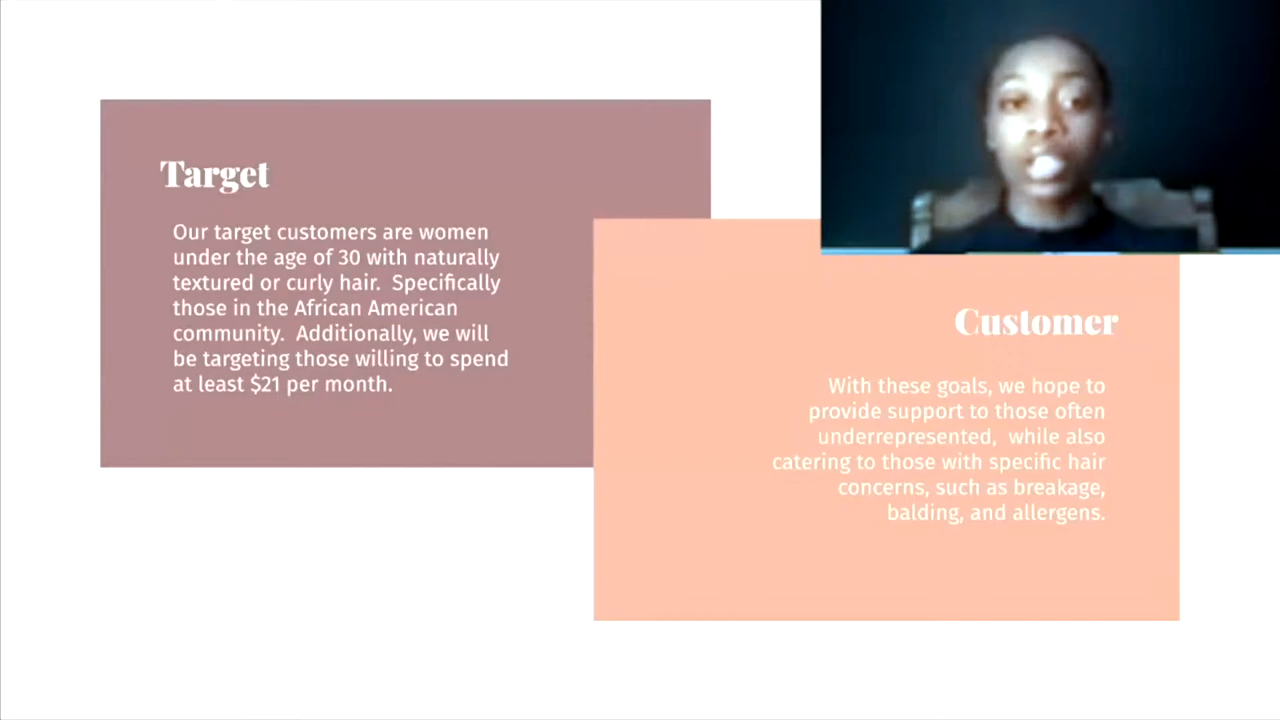 Target
Our target customers are women
under the age of 30 with naturally
textured or curly hair.  Specifically
those in the African American
community.  Additionally, we will
be targeting those willing to spend
at least $21 per month.
Customer
With these goals, we hope to
provide support to those often
underrepresented,  while also
catering to those with specific hair
concerns, such as breakage,
balding, and allergens.